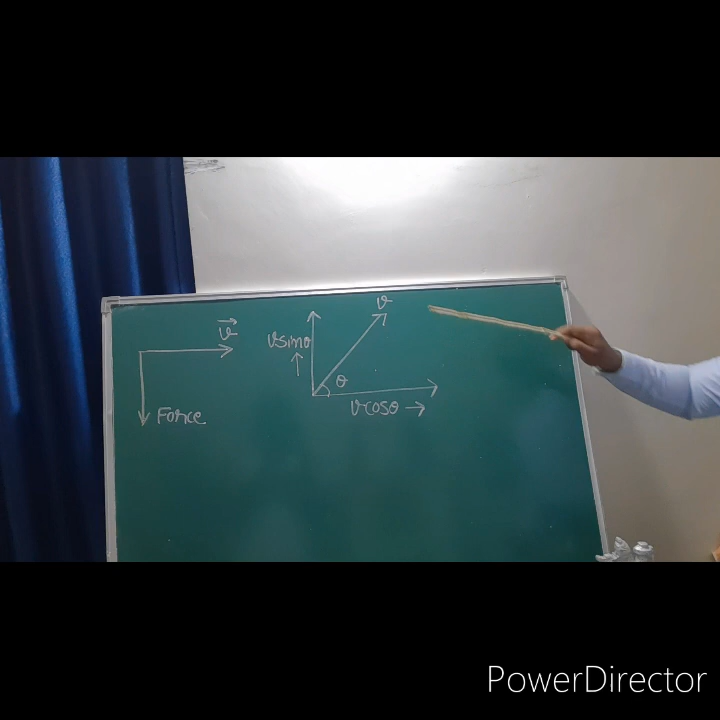 v
Force
v
vsinθ
θ
vcosθ
PowerDirector